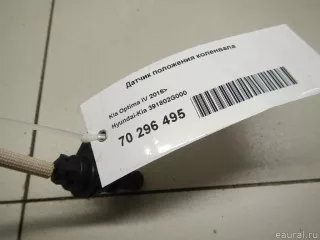 Датчик положения коленвала
Kia Optima IV 2016>
Hyundai-Kia 391802G000
70 296 495
eaural.ru